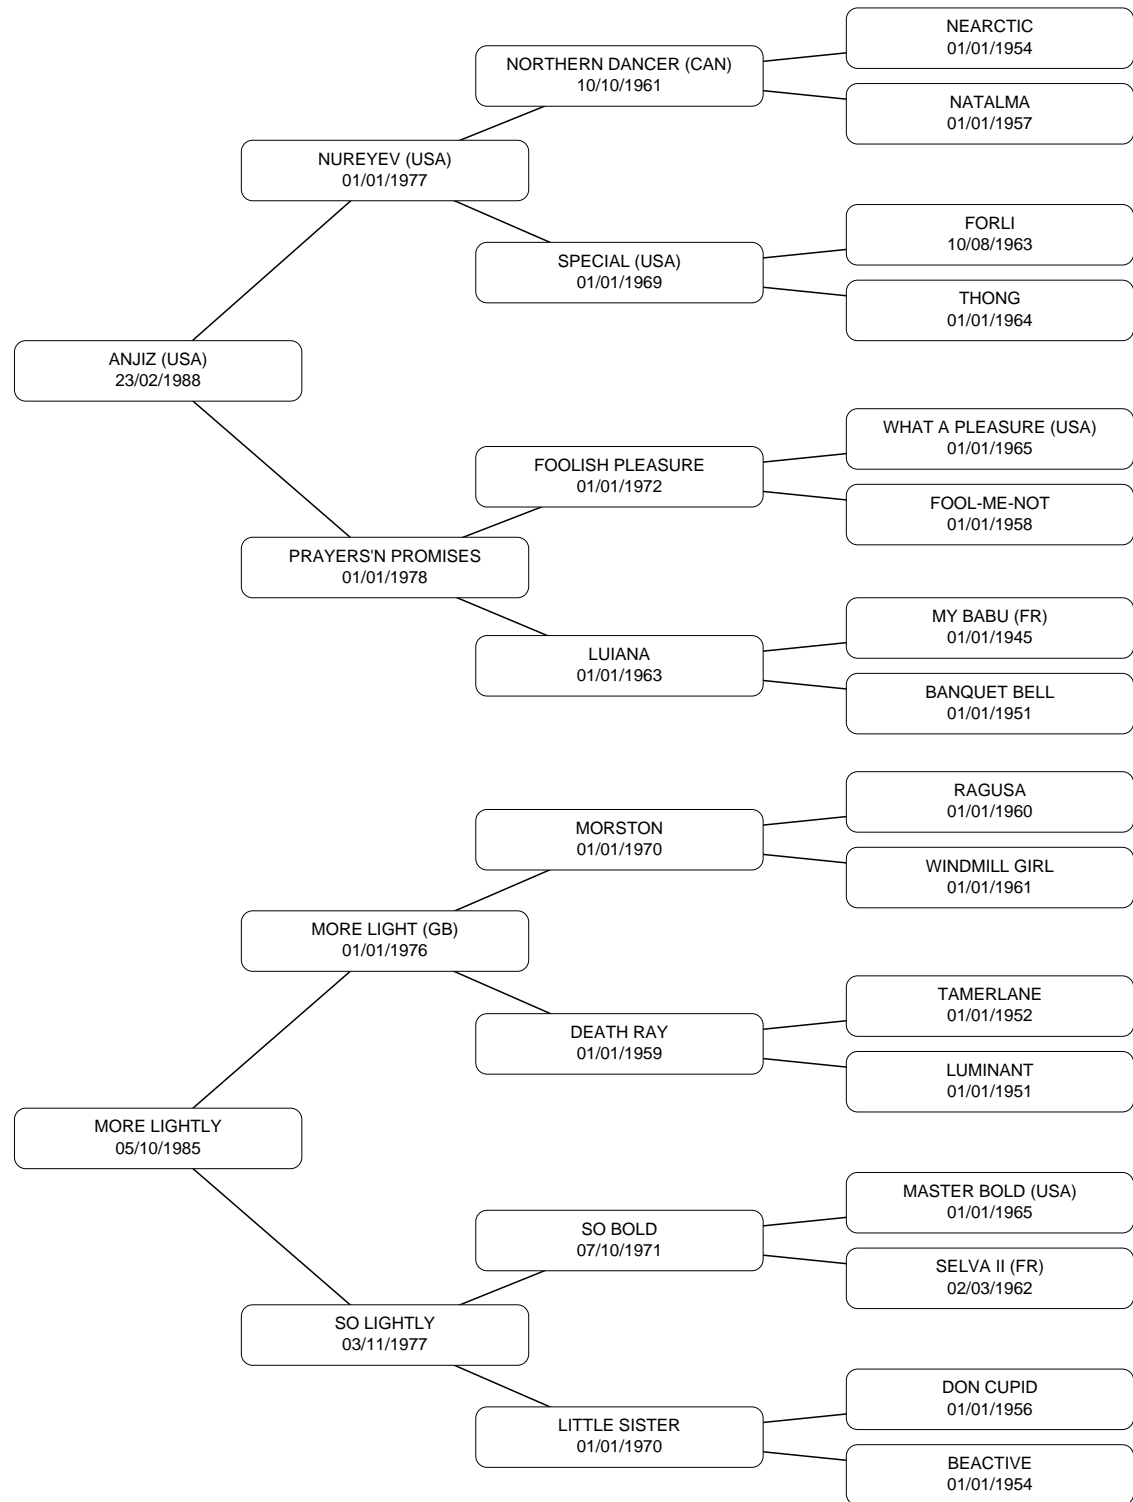 NEARCTIC
01/01/1954
NORTHERN DANCER (CAN)
10/10/1961
NATALMA
01/01/1957
NUREYEV (USA)
01/01/1977
FORLI
10/08/1963
SPECIAL (USA)
01/01/1969
THONG
01/01/1964
ANJIZ (USA)
23/02/1988
WHAT A PLEASURE (USA)
01/01/1965
FOOLISH PLEASURE
01/01/1972
FOOL-ME-NOT
01/01/1958
PRAYERS'N PROMISES
01/01/1978
MY BABU (FR)
01/01/1945
LUIANA
01/01/1963
BANQUET BELL
01/01/1951
RAGUSA
01/01/1960
MORSTON
01/01/1970
WINDMILL GIRL
01/01/1961
MORE LIGHT (GB)
01/01/1976
TAMERLANE
01/01/1952
DEATH RAY
01/01/1959
LUMINANT
01/01/1951
MORE LIGHTLY
05/10/1985
MASTER BOLD (USA)
01/01/1965
SO BOLD
07/10/1971
SELVA II (FR)
02/03/1962
SO LIGHTLY
03/11/1977
DON CUPID
01/01/1956
LITTLE SISTER
01/01/1970
BEACTIVE
01/01/1954